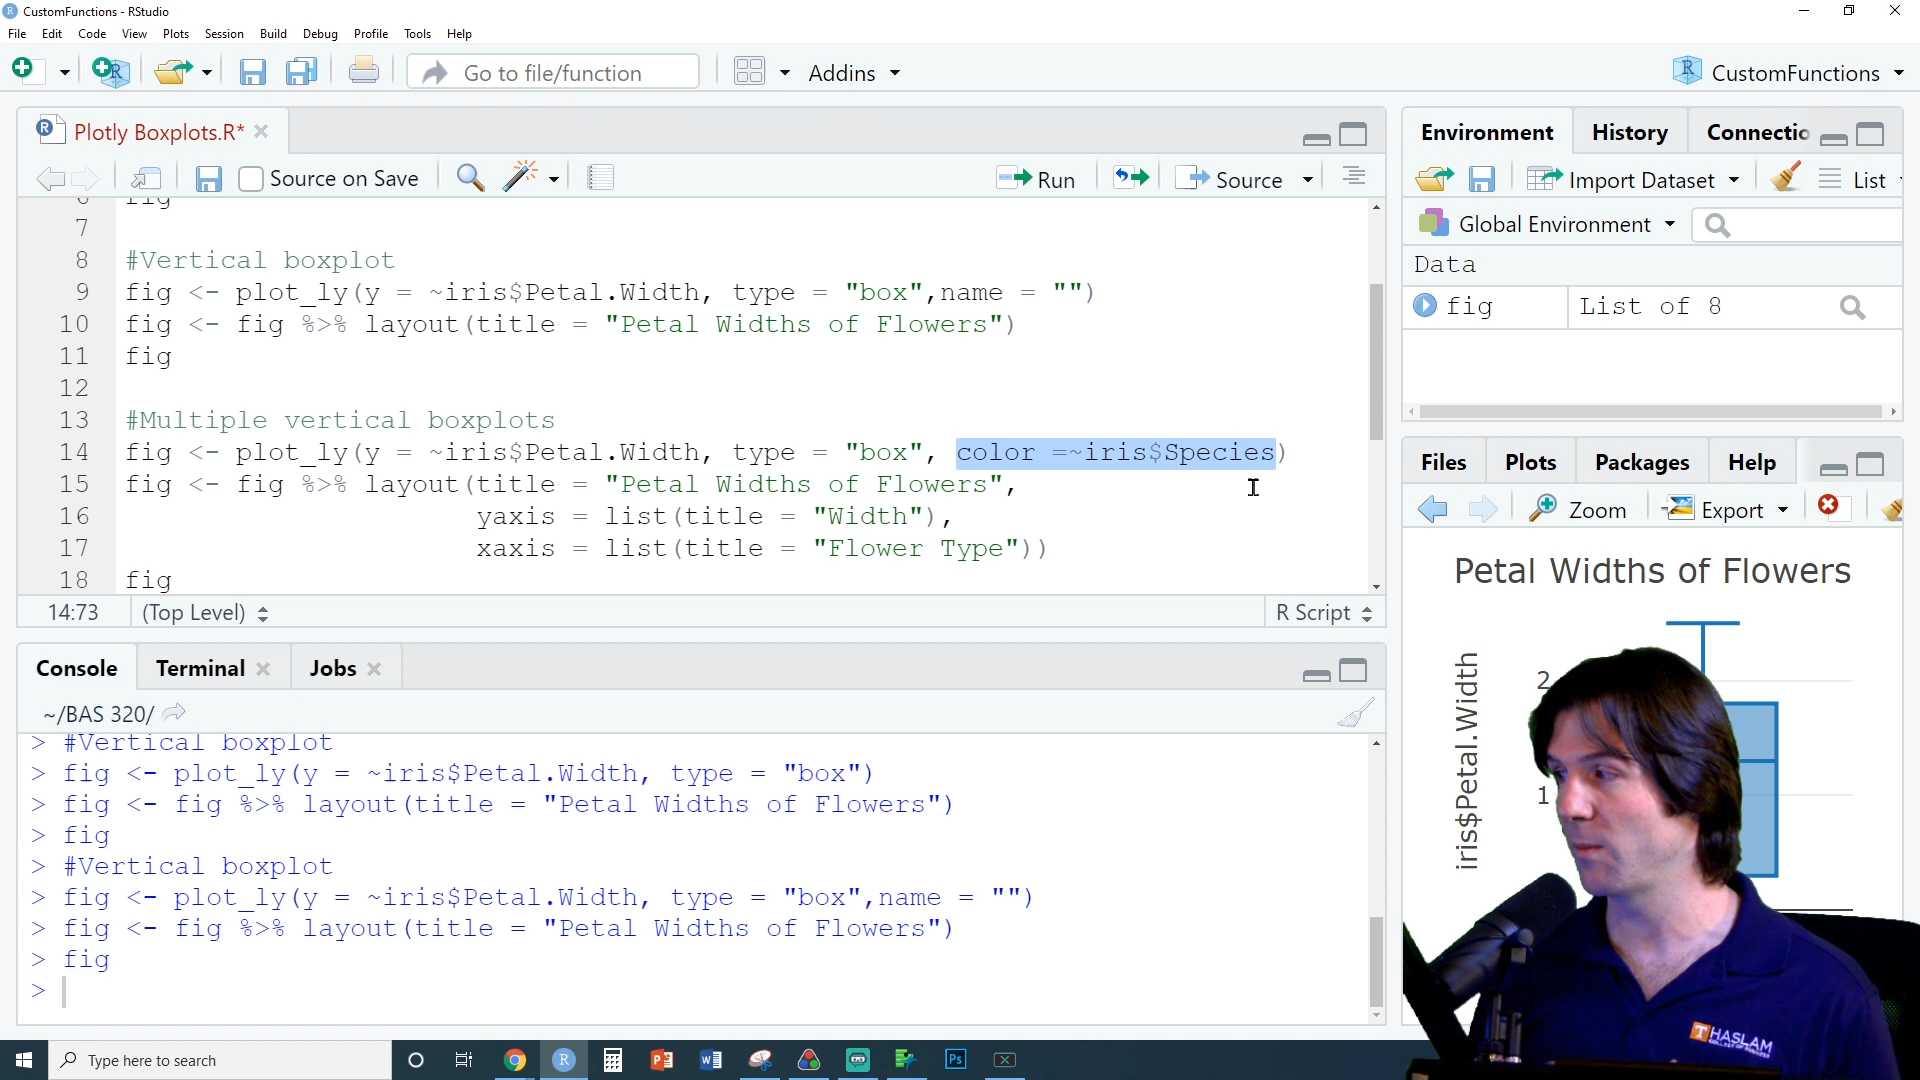 CustomFunctions - RStudio
File Edit Code View Plots Session Build Debug Profile Tools Help
Go to file/function
Addins
CustomFunctions
Plotly Boxplots.R*
Source on Save
Run
Source
6 fig
7
8 #Vertical boxplot
9 fig <- plot_ly(y = ~iris$Petal.Width, type = "box",name = "")
10 fig <- fig %>% layout(title = "Petal Widths of Flowers")
11 fig
12
13 #Multiple vertical boxplots
14 fig <- plot_ly(y = ~iris$Petal.Width, type = "box", color =~iris$Species)
15 fig <- fig %>% layout(title = "Petal Widths of Flowers",
16 yaxis = list(title = "Width"),
17 xaxis = list(title = "Flower Type"))
18 fig
14:73 (Top Level) R Script
Console Terminal Jobs
~/BAS 320/
> #Vertical boxplot
> fig <- plot_ly(y = ~iris$Petal.Width, type = "box")
> fig <- fig %>% layout(title = "Petal Widths of Flowers")
> fig
> #Vertical boxplot
> fig <- plot_ly(y = ~iris$Petal.Width, type = "box",name = "")
> fig <- fig %>% layout(title = "Petal Widths of Flowers")
> fig
>
Environment History Connectio
Import Dataset List
Global Environment
Data
fig List of 8
Files Plots Packages Help
Zoom Export
Petal Widths of Flowers
iris$Petal.Width
2
1
T HASLAM
COLLEGE OF BUSINESS
Type here to search
Ps